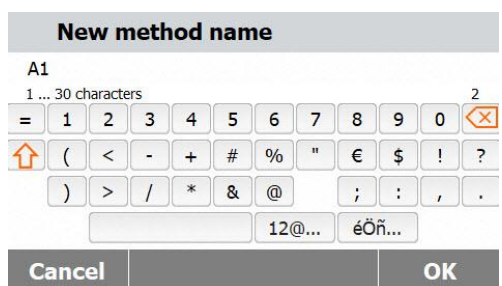 New method name
A1
1 ... 30 characters 2
= 1 2 3 4 5 6 7 8 9 0
( < - + # % " € $ ! ?
) > / * & @ ; : , .
12@... éÖñ...
Cancel OK